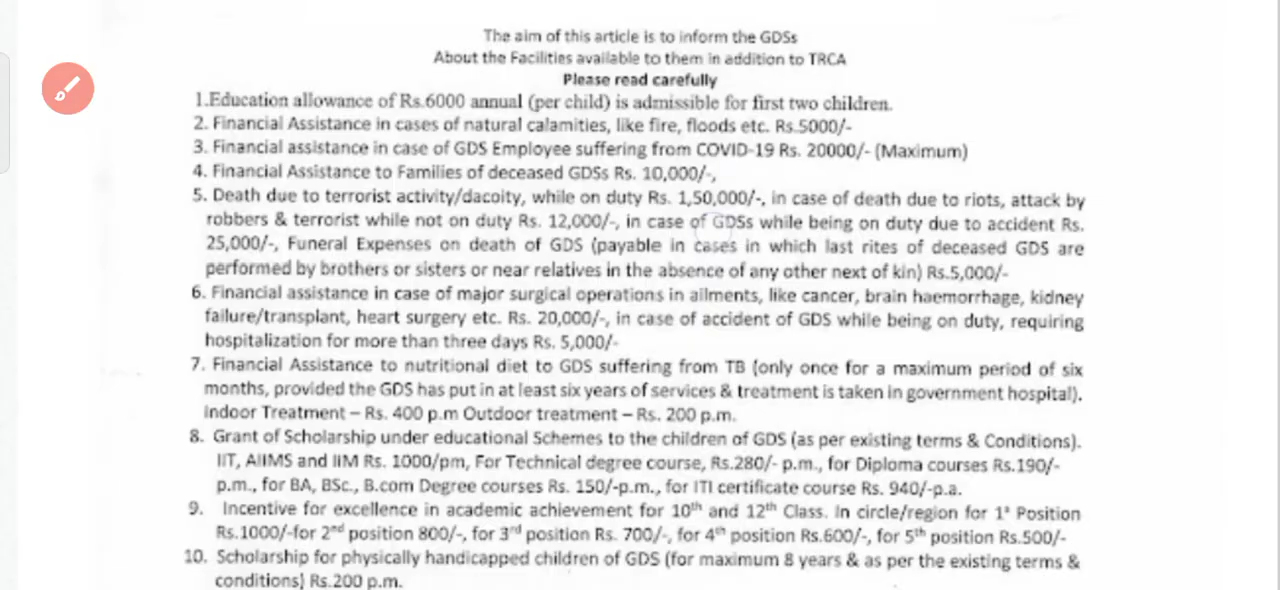 The aim of this article is to inform the GDSs
About the Facilities available to them in addition to TRCA
Please read carefully
1.Education allowance of Rs.6000 annual (per child) is admissible for first two children.
2. Financial Assistance in cases of natural calamities, like fire, floods etc. Rs.5000/-
3. Financial assistance in case of GDS Employee suffering from COVID-19 Rs. 20000/- (Maximum)
4. Financial Assistance to Families of deceased GDSs Rs. 10,000/-,
5. Death due to terrorist activity/dacoity, while on duty Rs. 1,50,000/-, in case of death due to riots, attack by
robbers & terrorist while not on duty Rs. 12,000/-, in case of GDSs while being on duty due to accident Rs.
25,000/-, Funeral Expenses on death of GDS (payable in cases in which last rites of deceased GDS are
performed by brothers or sisters or near relatives in the absence of any other next of kin) Rs.5,000/-
6. Financial assistance in case of major surgical operations in ailments, like cancer, brain haemorrhage, kidney
failure/transplant, heart surgery etc. Rs. 20,000/-, in case of accident of GDS while being on duty, requiring
hospitalization for more than three days Rs. 5,000/-
7. Financial Assistance to nutritional diet to GDS suffering from TB (only once for a maximum period of six
months, provided the GDS has put in at least six years of services & treatment is taken in government hospital).
Indoor Treatment – Rs. 400 p.m Outdoor treatment – Rs. 200 p.m.
8. Grant of Scholarship under educational Schemes to the children of GDS (as per existing terms & Conditions).
IIT, AIIMS and IIM Rs. 1000/pm, For Technical degree course, Rs.280/- p.m., for Diploma courses Rs.190/-
p.m., for BA, BSc., B.com Degree courses Rs. 150/-p.m., for ITI certificate course Rs. 940/-p.a.
9. Incentive for excellence in academic achievement for 10th and 12th Class. In circle/region for 1s Position
Rs.1000/-for 2nd position 800/-, for 3rd position Rs. 700/-, for 4th position Rs.600/-, for 5th position Rs.500/-
10. Scholarship for physically handicapped children of GDS (for maximum 8 years & as per the existing terms &
conditions) Rs.200 p.m.